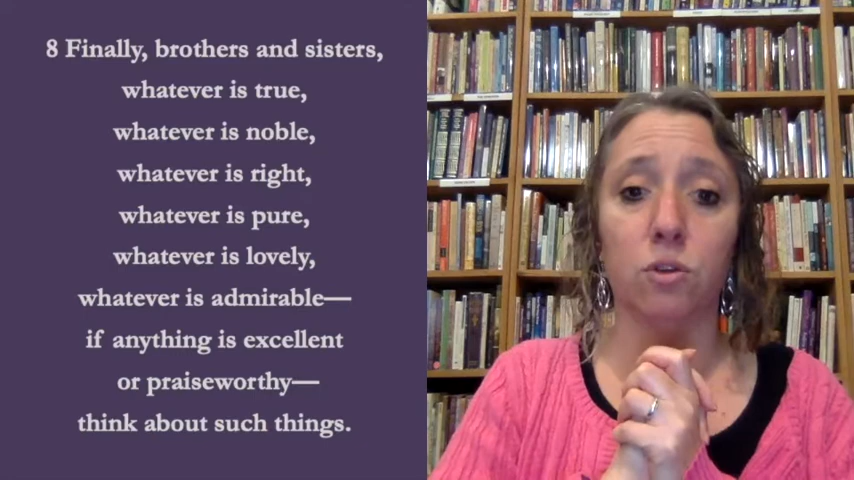 8 Finally, brothers and sisters,
whatever is true,
whatever is noble,
whatever is right,
whatever is pure,
whatever is lovely,
whatever is admirable—
if anything is excellent
or praiseworthy—
think about such things.